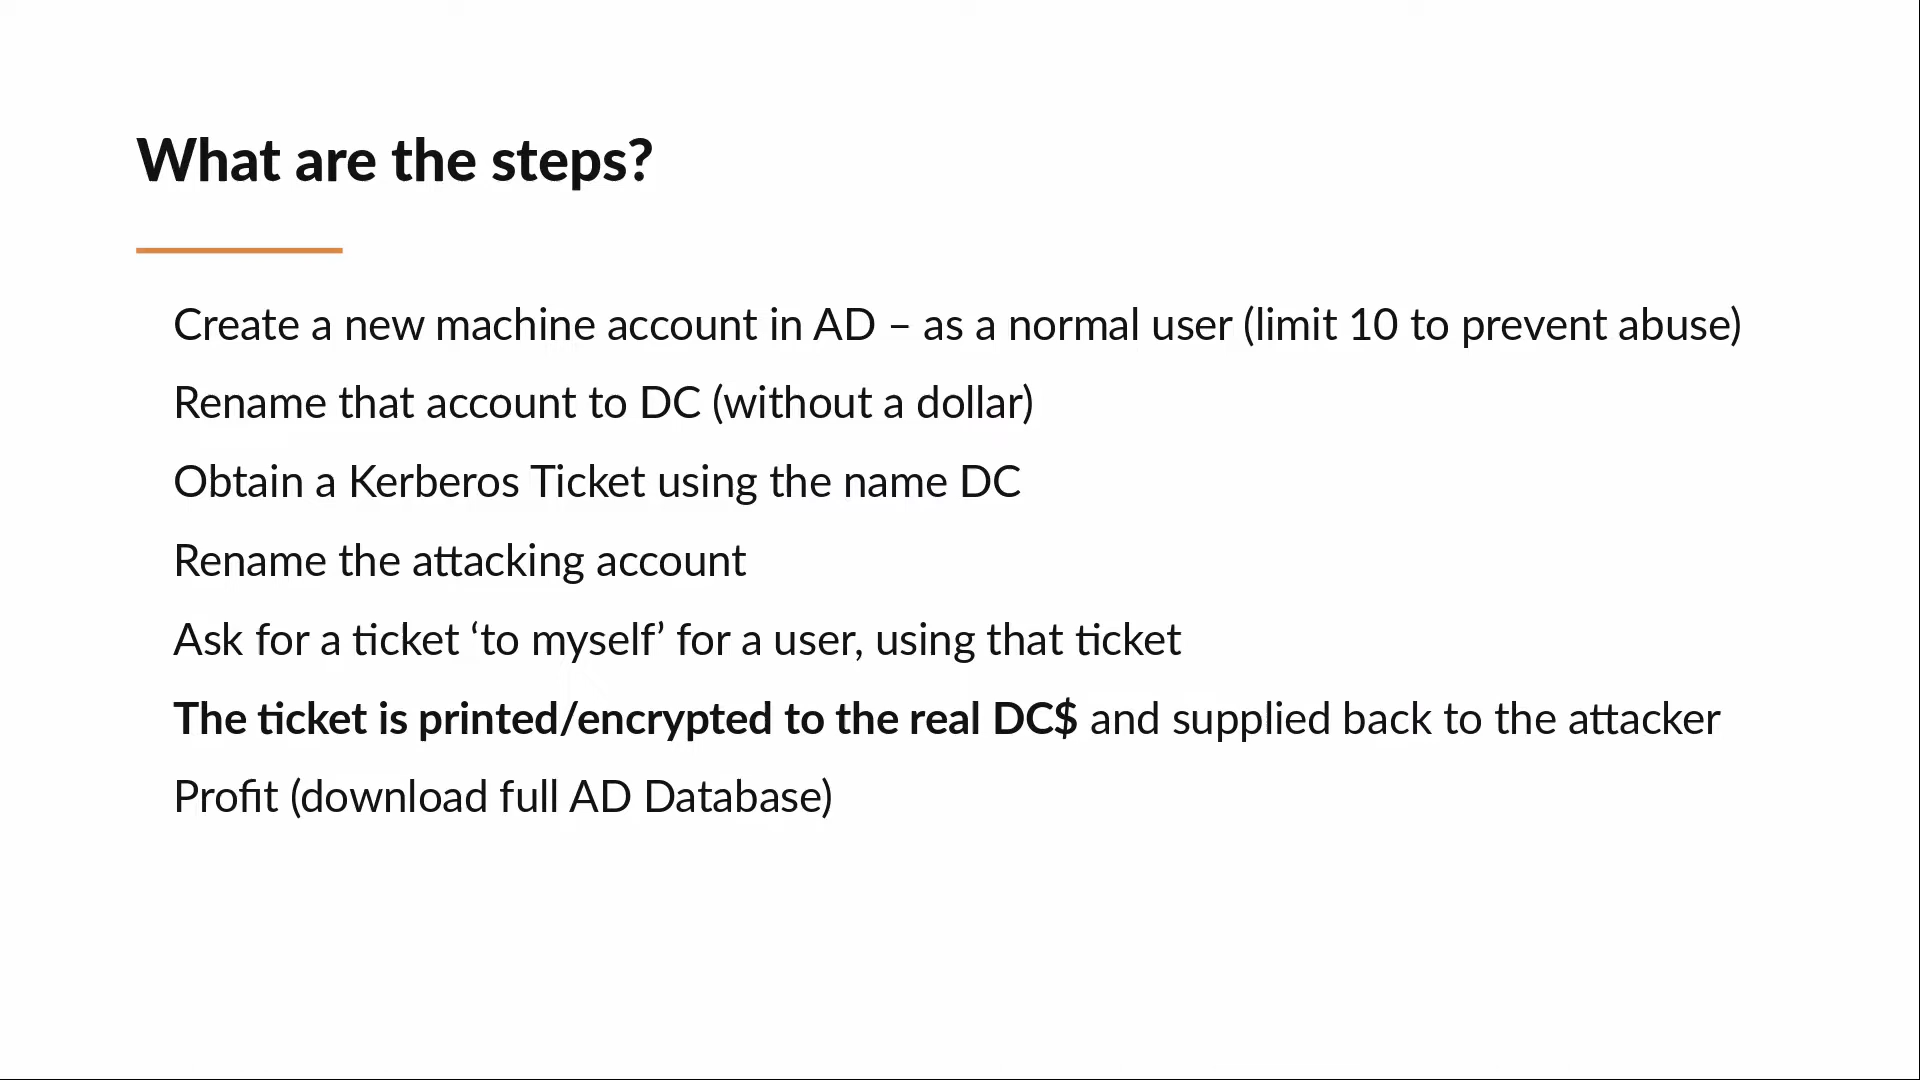 What are the steps?
Create a new machine account in AD – as a normal user (limit 10 to prevent abuse)
Rename that account to DC (without a dollar)
Obtain a Kerberos Ticket using the name DC
Rename the attacking account
Ask for a ticket ‘to myself’ for a user, using that ticket
The ticket is printed/encrypted to the real DC$ and supplied back to the attacker
Profit (download full AD Database)